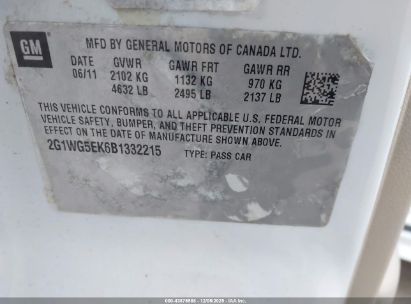 GM
MFD BY GENERAL MOTORS OF CANADA LTD.
DATE GVWR GAWR FRT GAWR RR
06/11 2102 KG 1132 KG 970 KG
4632 LB 2495 LB 2137 LB
THIS VEHICLE CONFORMS TO ALL APPLICABLE U.S. FEDERAL MOTOR
VEHICLE SAFETY, BUMPER, AND THEFT PREVENTION STANDARDS IN
EFFECT ON THE DATE OF MANUFACTURE SHOWN ABOVE.
2G1WG5EK6B1332215 TYPE: PASS CAR